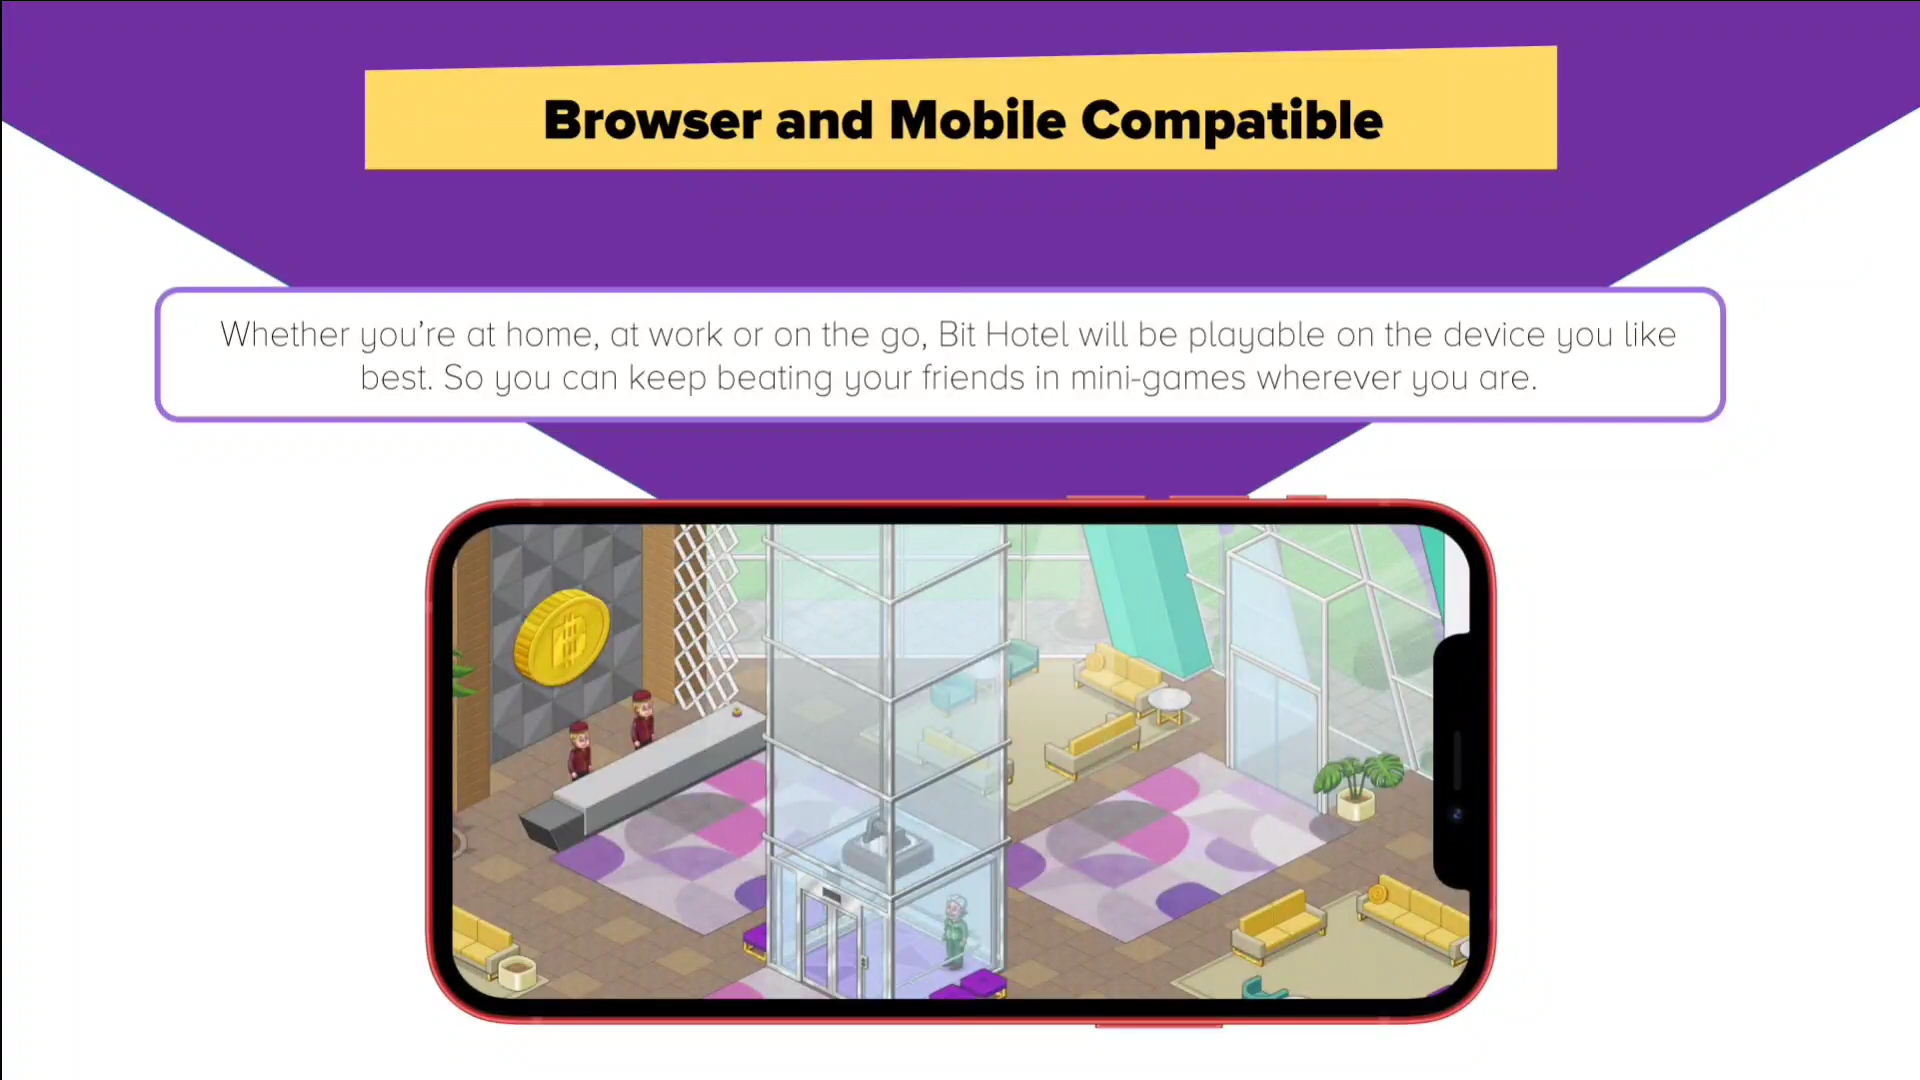 Browser and Mobile Compatible
Whether you’re at home, at work or on the go, Bit Hotel will be playable on the device you like
best. So you can keep beating your friends in mini-games wherever you are.